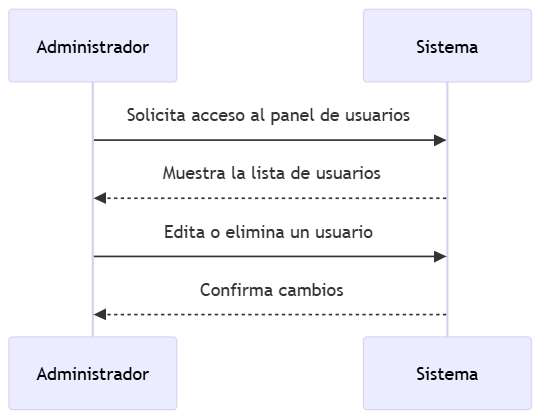 Administrador
Sistema
Solicita acceso al panel de usuarios
Muestra la lista de usuarios
Edita o elimina un usuario
Confirma cambios
Administrador
Sistema